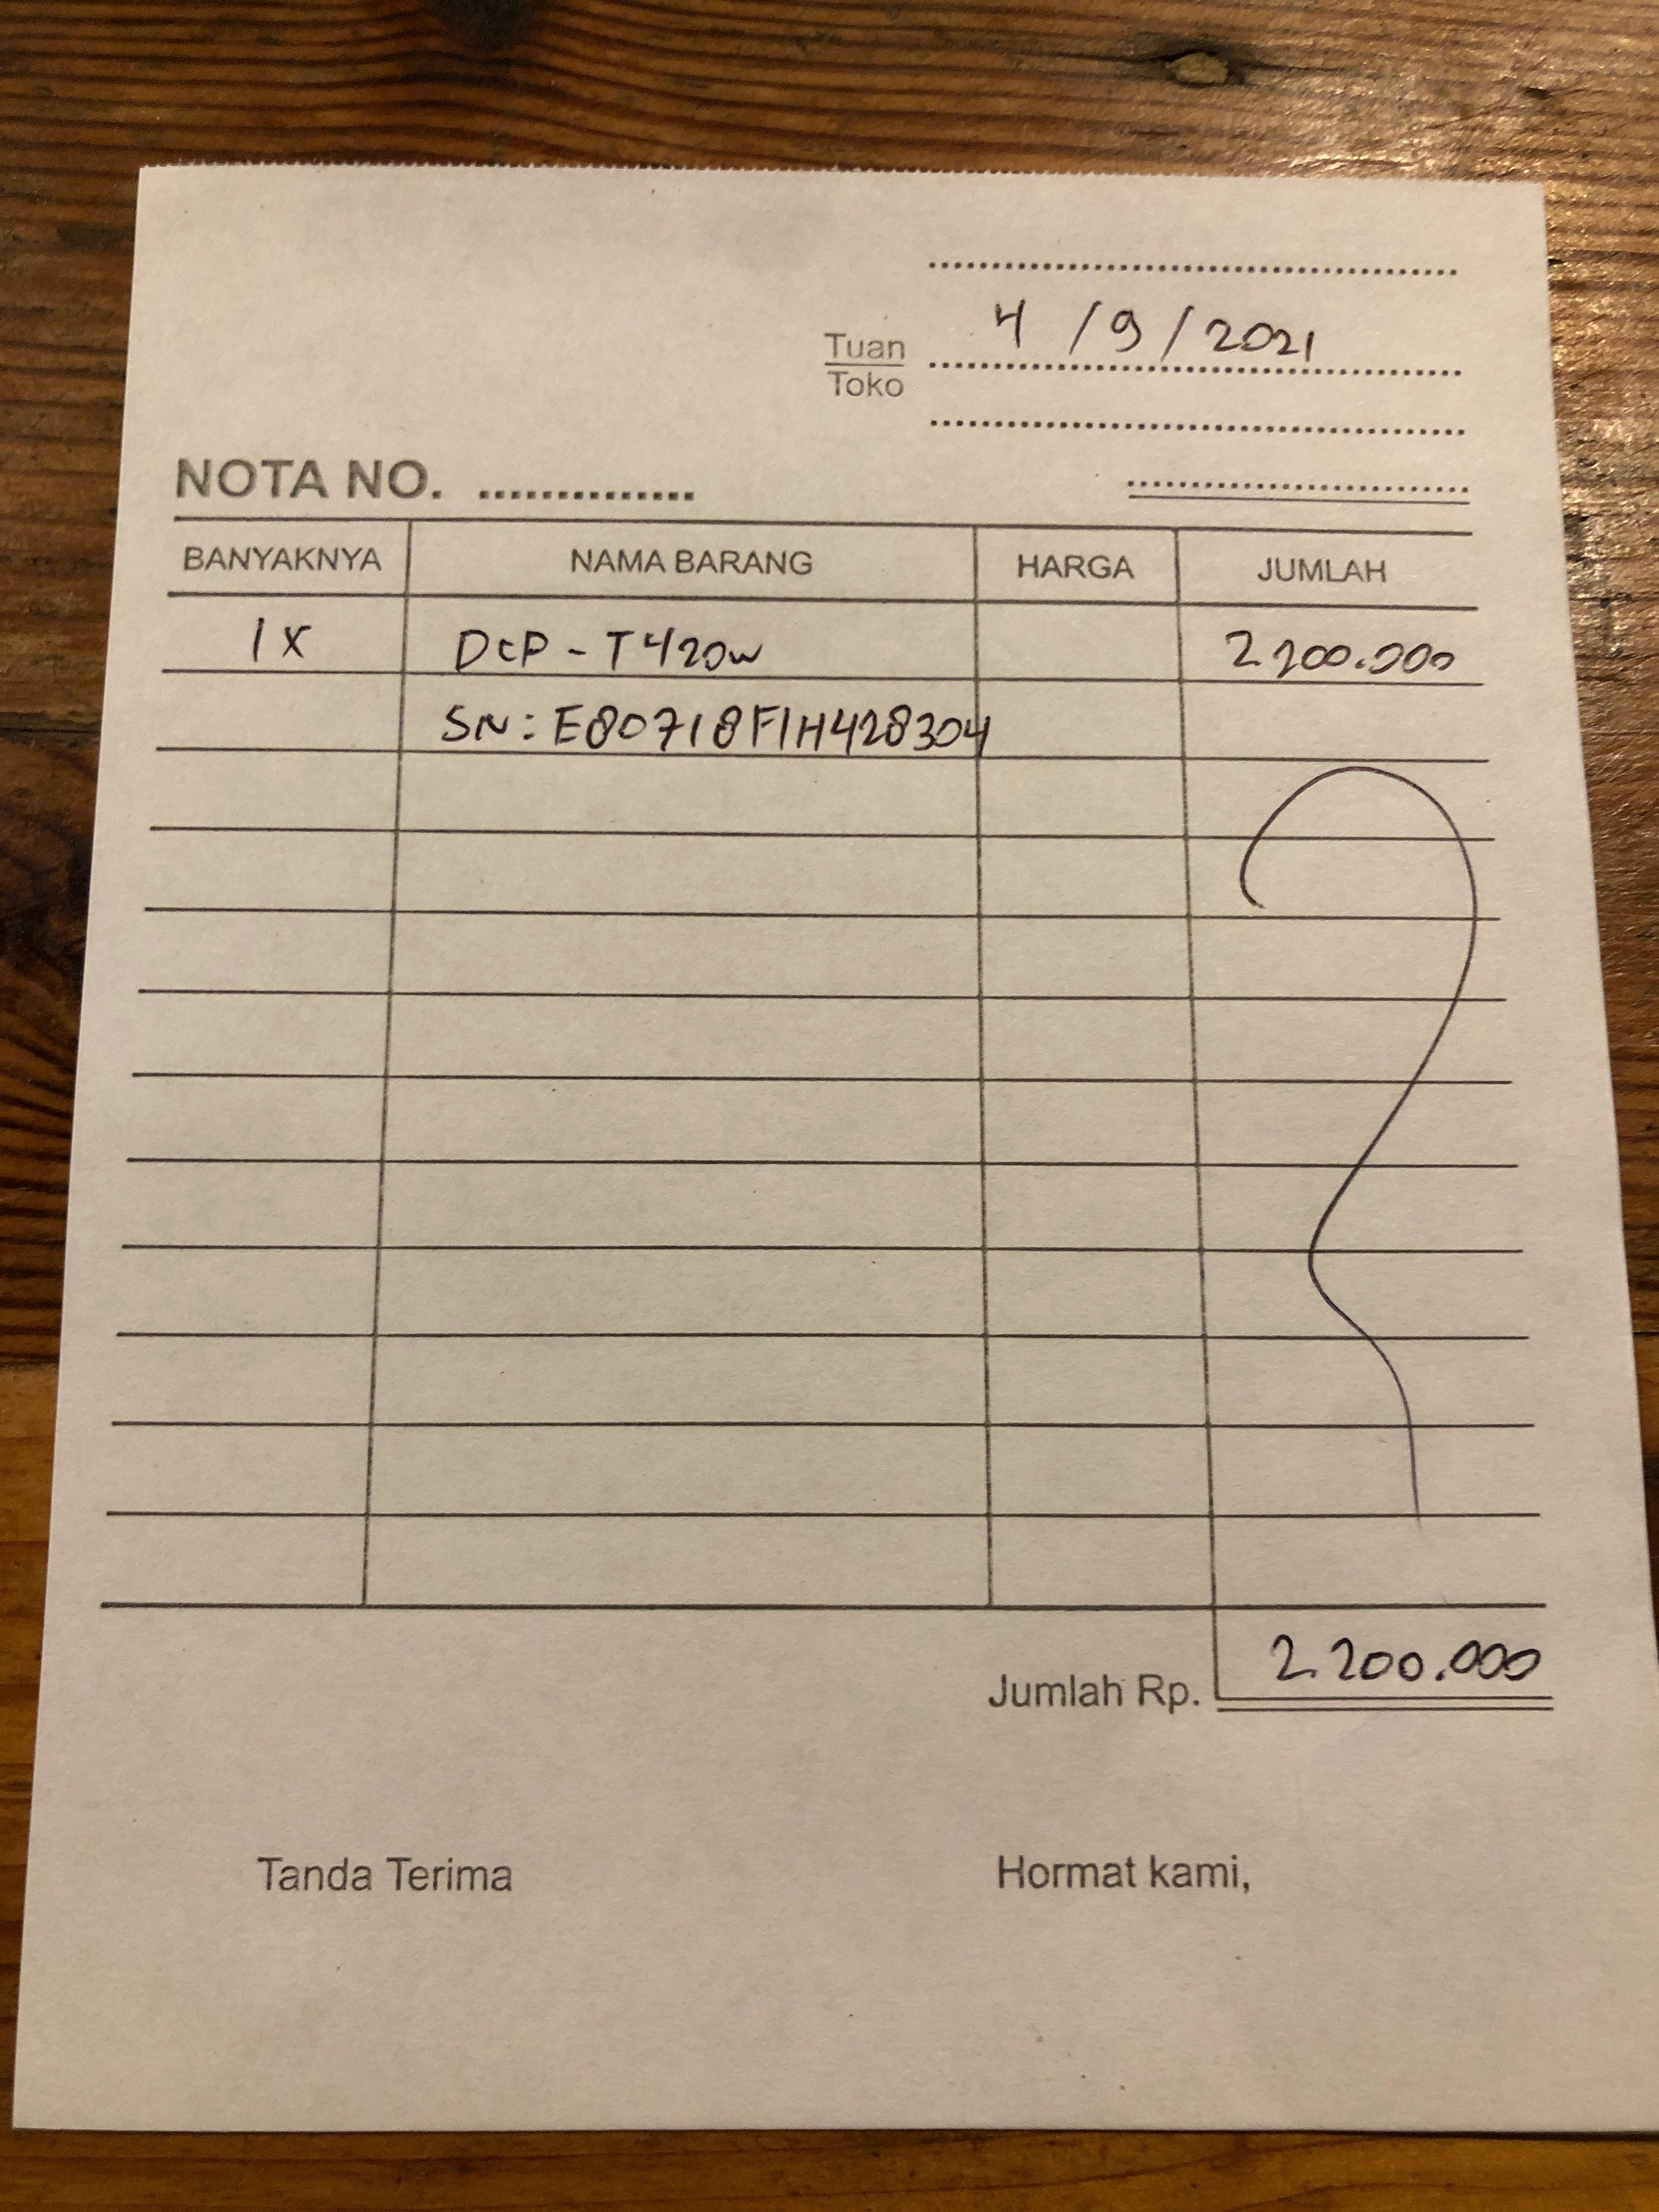 4 / 9 / 2021
Tuan
Toko
NOTA NO. ..............
BANYAKNYA NAMA BARANG HARGA JUMLAH
1 X DCP - T420w 2 200.000
SN : E80718F1H428304
Jumlah Rp. 2.200.000
Tanda Terima Hormat kami,